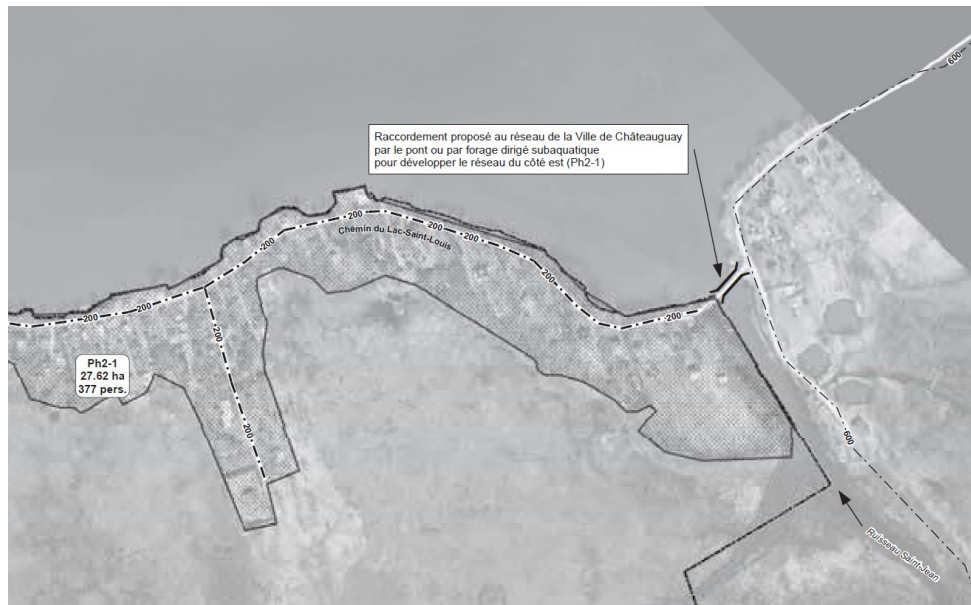 600
Raccordement proposé au réseau de la Ville de Châteauguay
par le pont ou par forage dirigé subaquatique
pour développer le réseau du côté est (Ph2-1)
200
200
200
200
Chemin du Lac-Saint-Louis
200
200
200
200
200
200
Ph2-1
27.62 ha
377 pers.
200
600
Ruisseau Saint-Jean